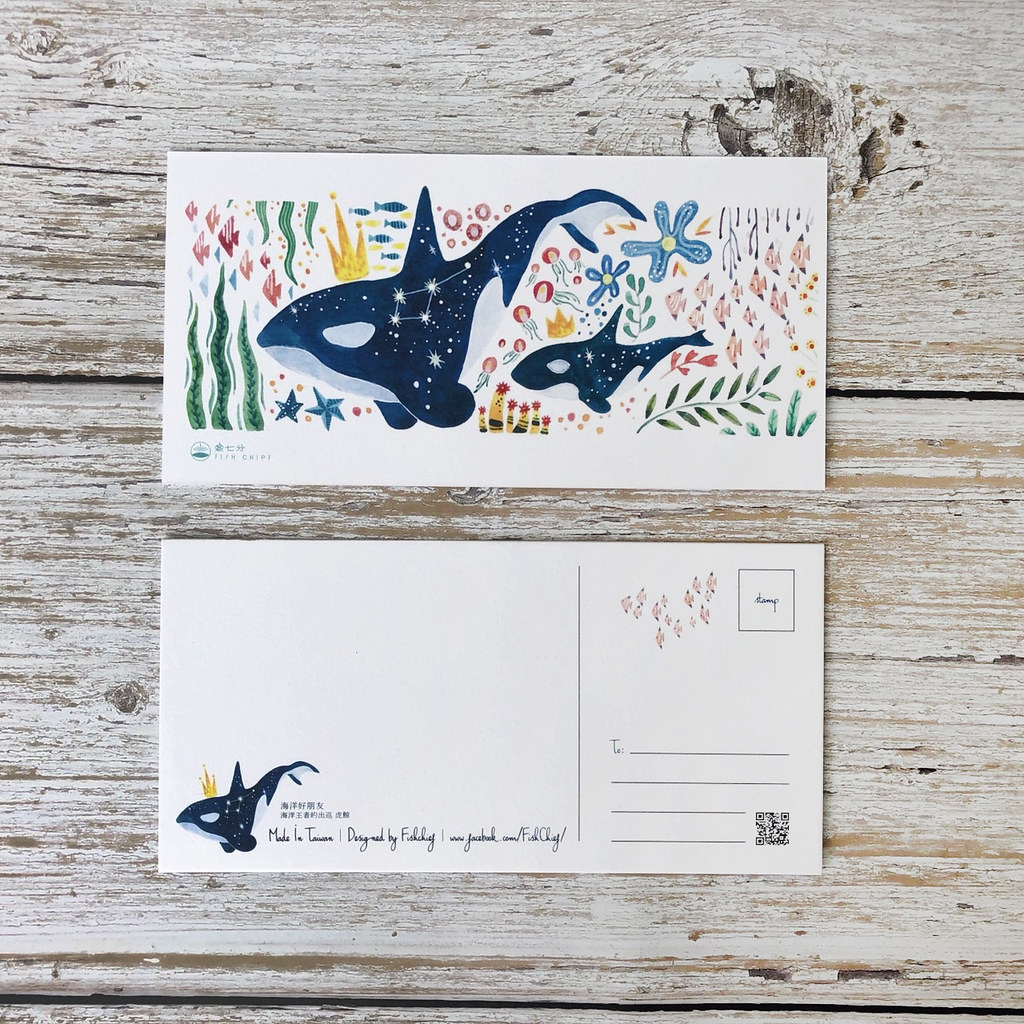 魚七分
FISH CHIPS
stamp
To:
海洋好朋友
海洋王者的出巡 虎鯨
Made In Taiwan | Designed by Fishchief | www.facebook.com/FishChief/